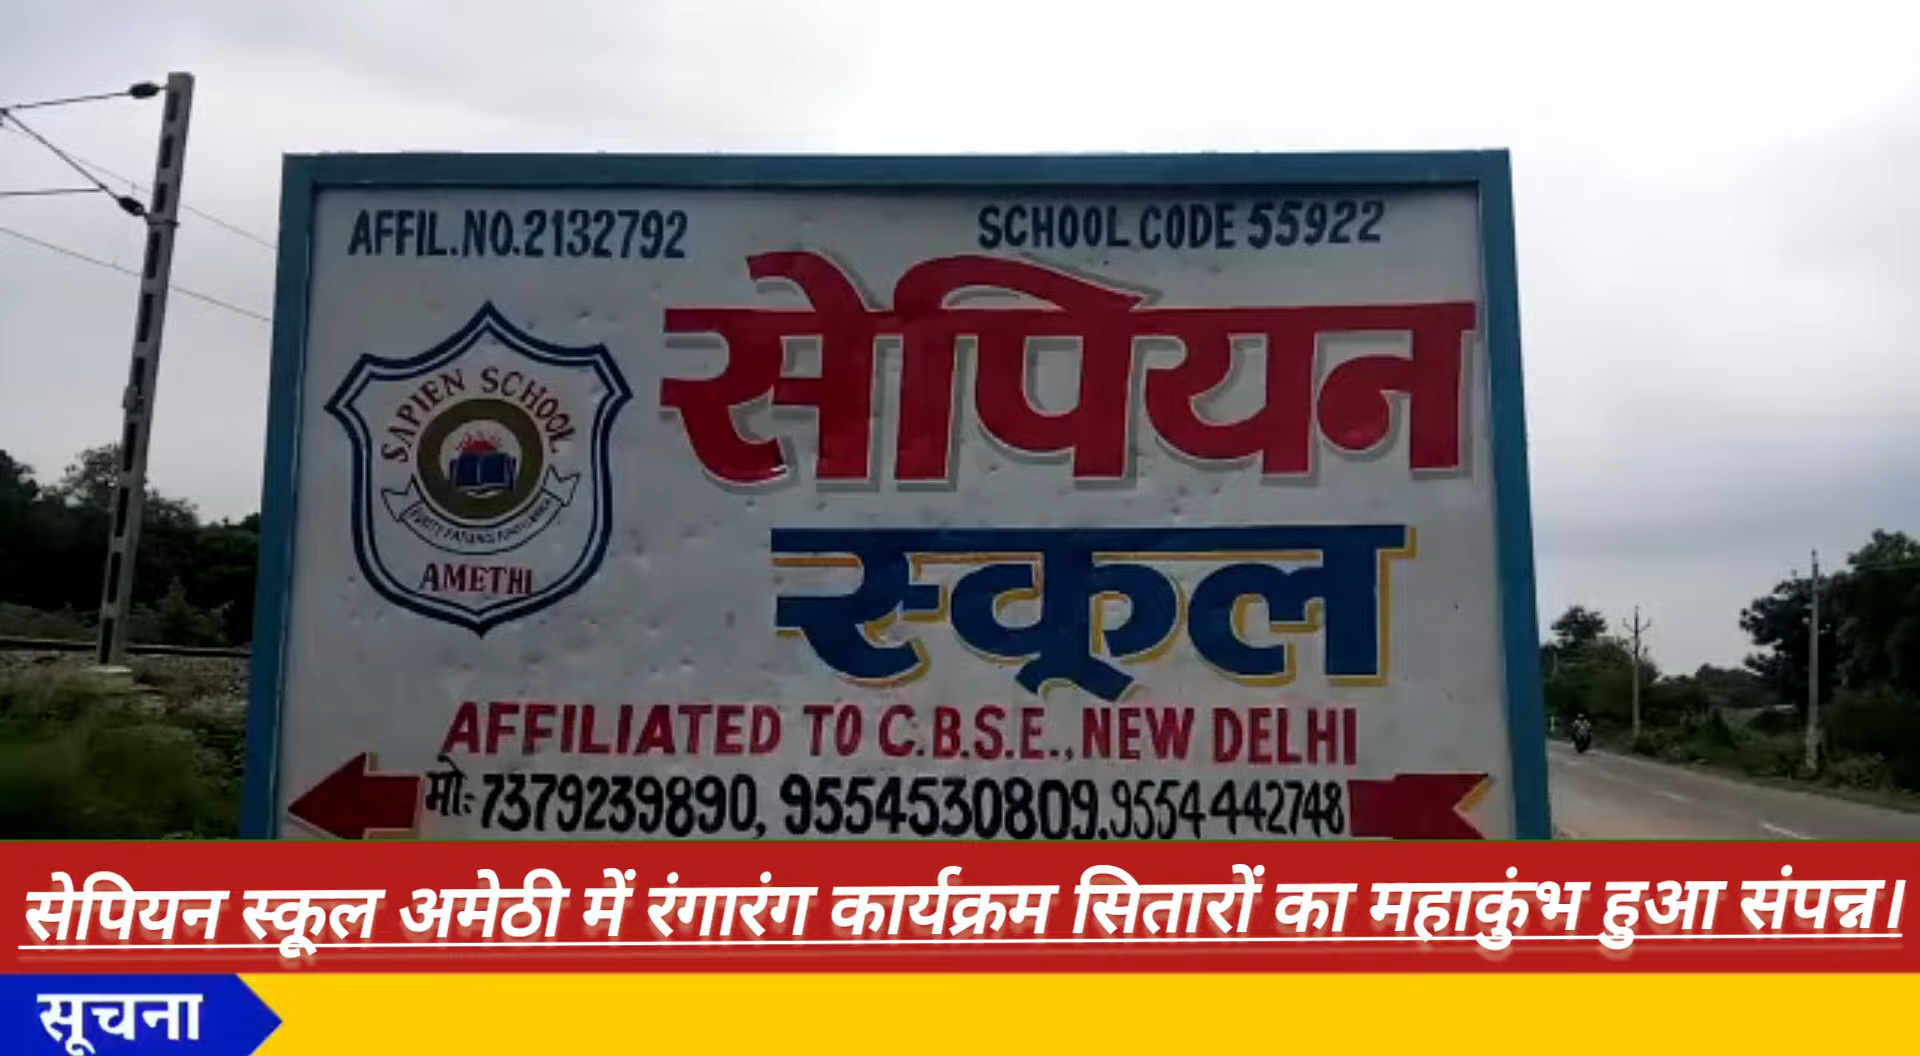 AFFIL.NO.2132792 SCHOOL CODE 55922
सेपियन
SAPIEN SCHOOL
AMETHI
स्कूल
AFFILIATED TO C.B.S.E., NEW DELHI
मो:- 7379239890, 9554530809, 9554442748
सेपियन स्कूल अमेठी में रंगारंग कार्यक्रम सितारों का महाकुंभ हुआ संपन्न।
सूचना